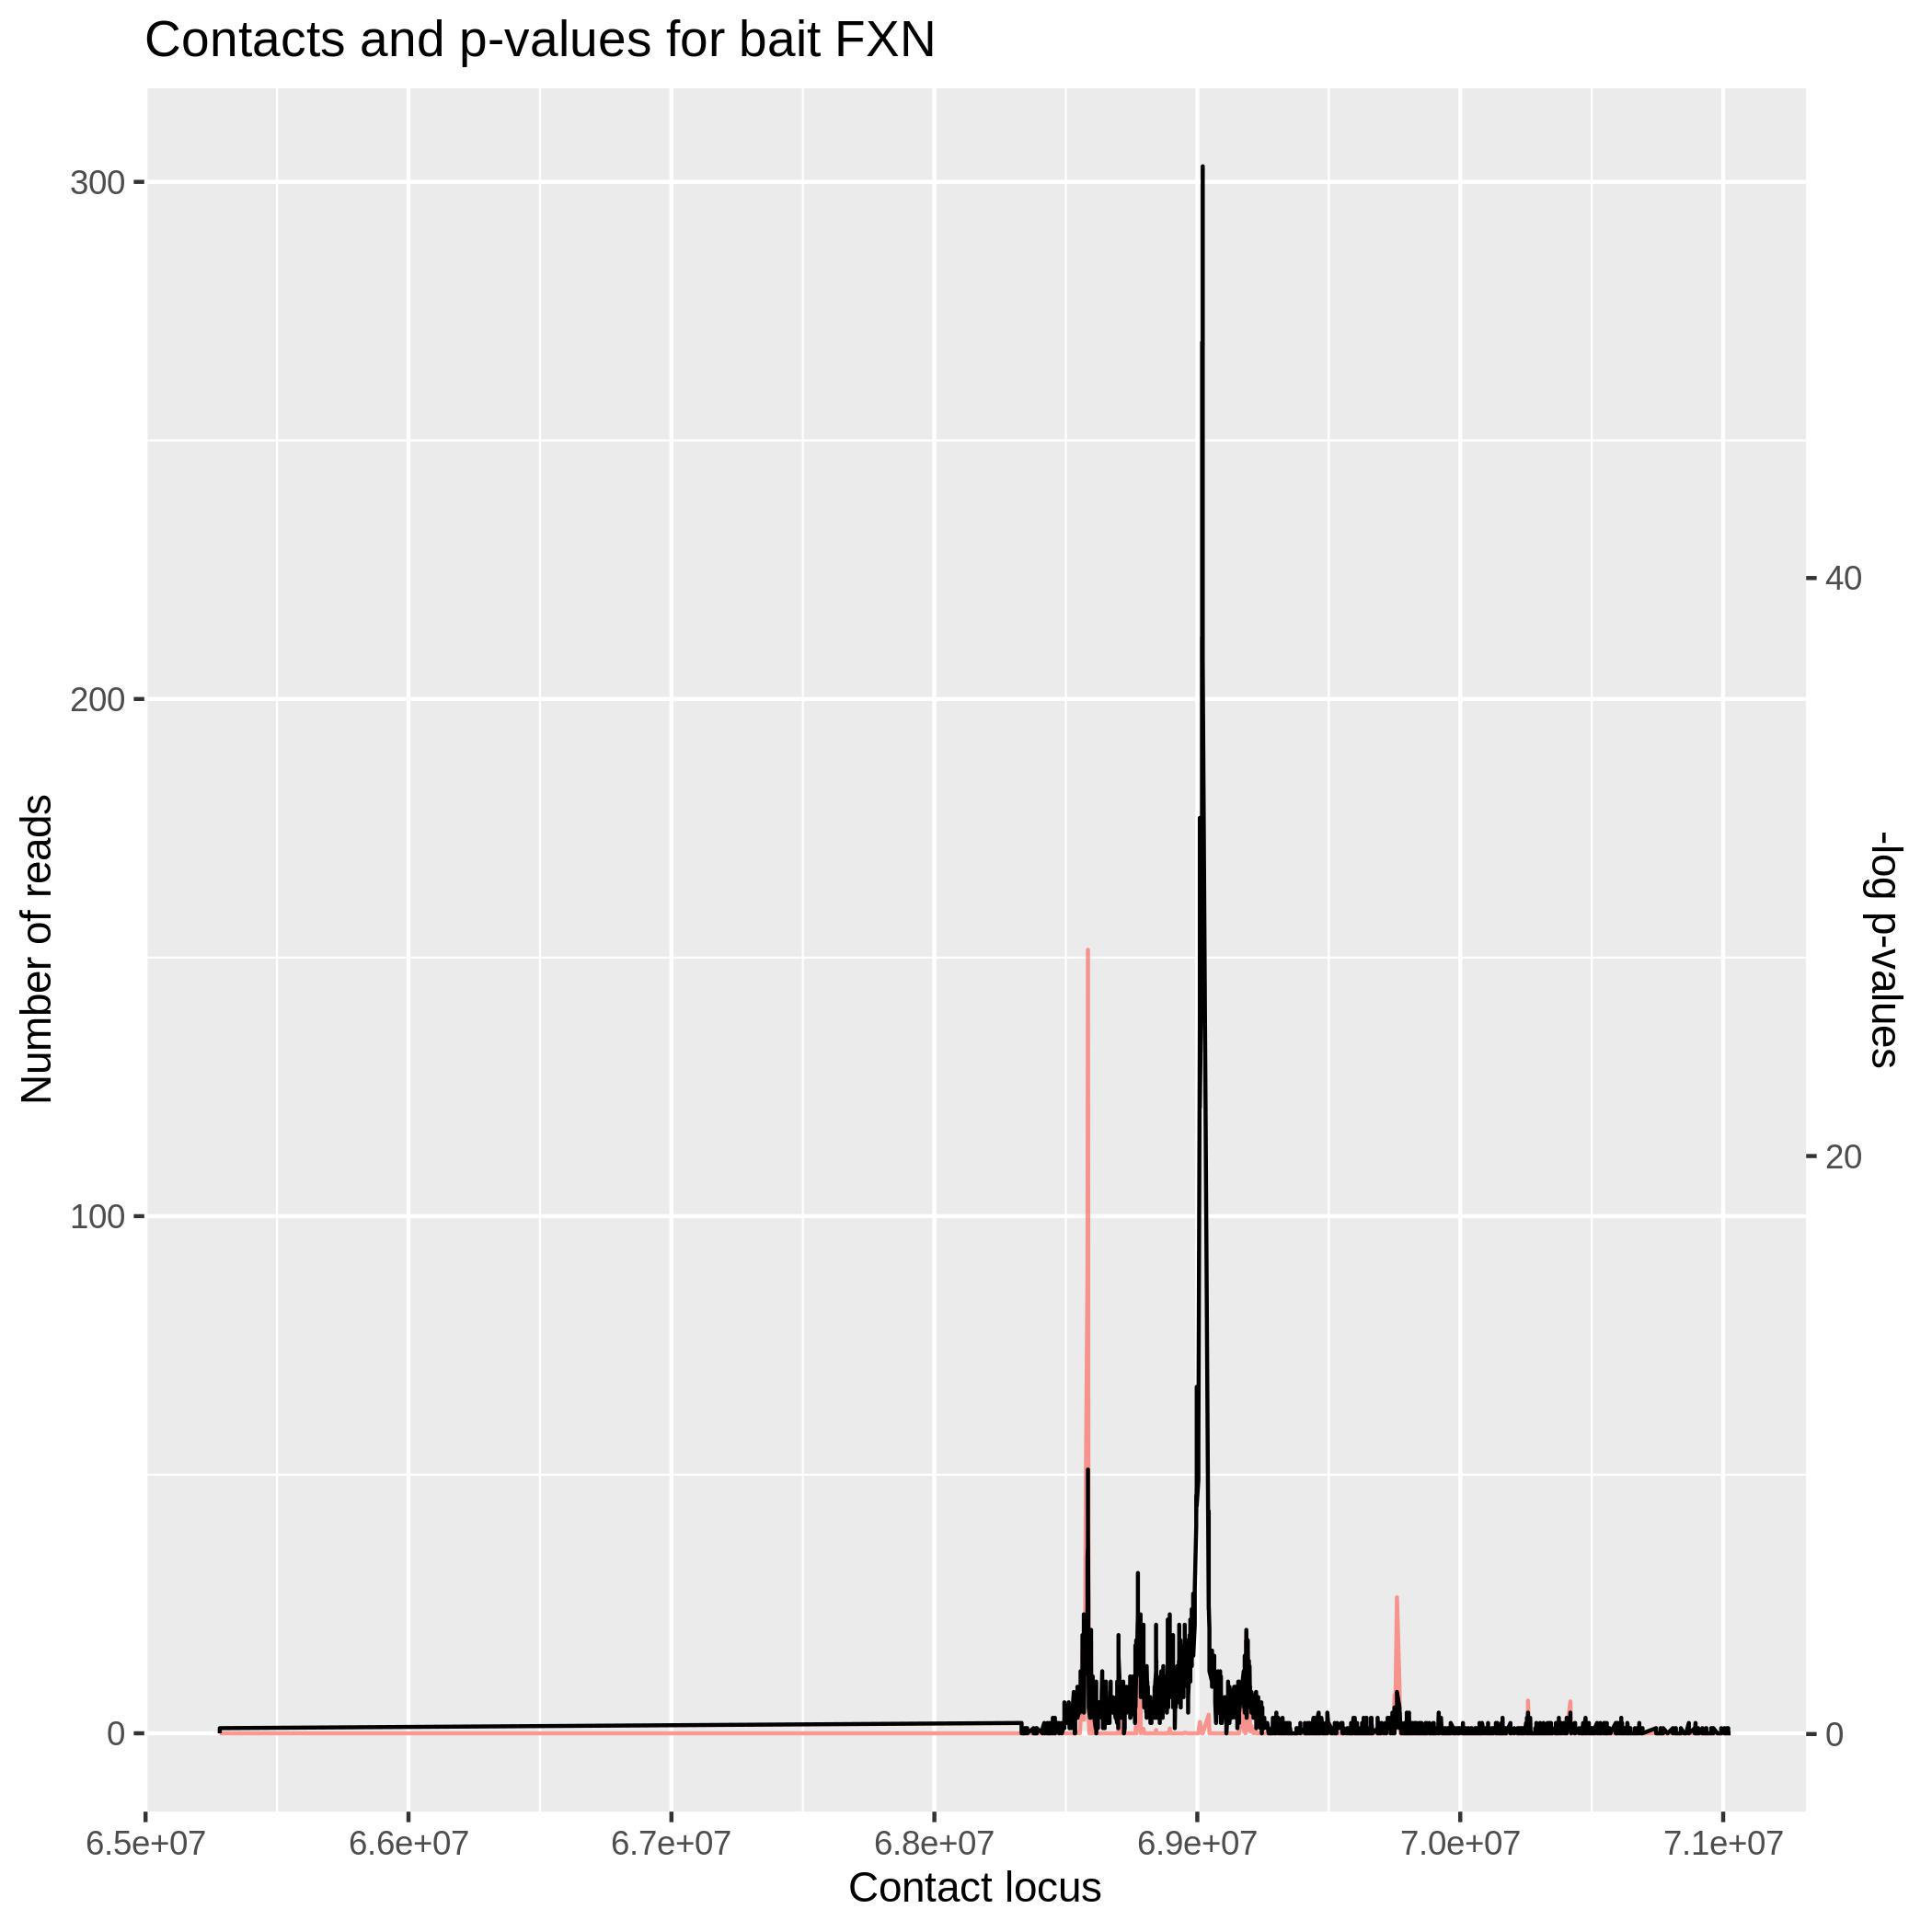 Contacts and p-values for bait FXN
300
200
100
0
Number of reads
40
20
0
-log p-values
6.5e+07 6.6e+07 6.7e+07 6.8e+07 6.9e+07 7.0e+07 7.1e+07
Contact locus